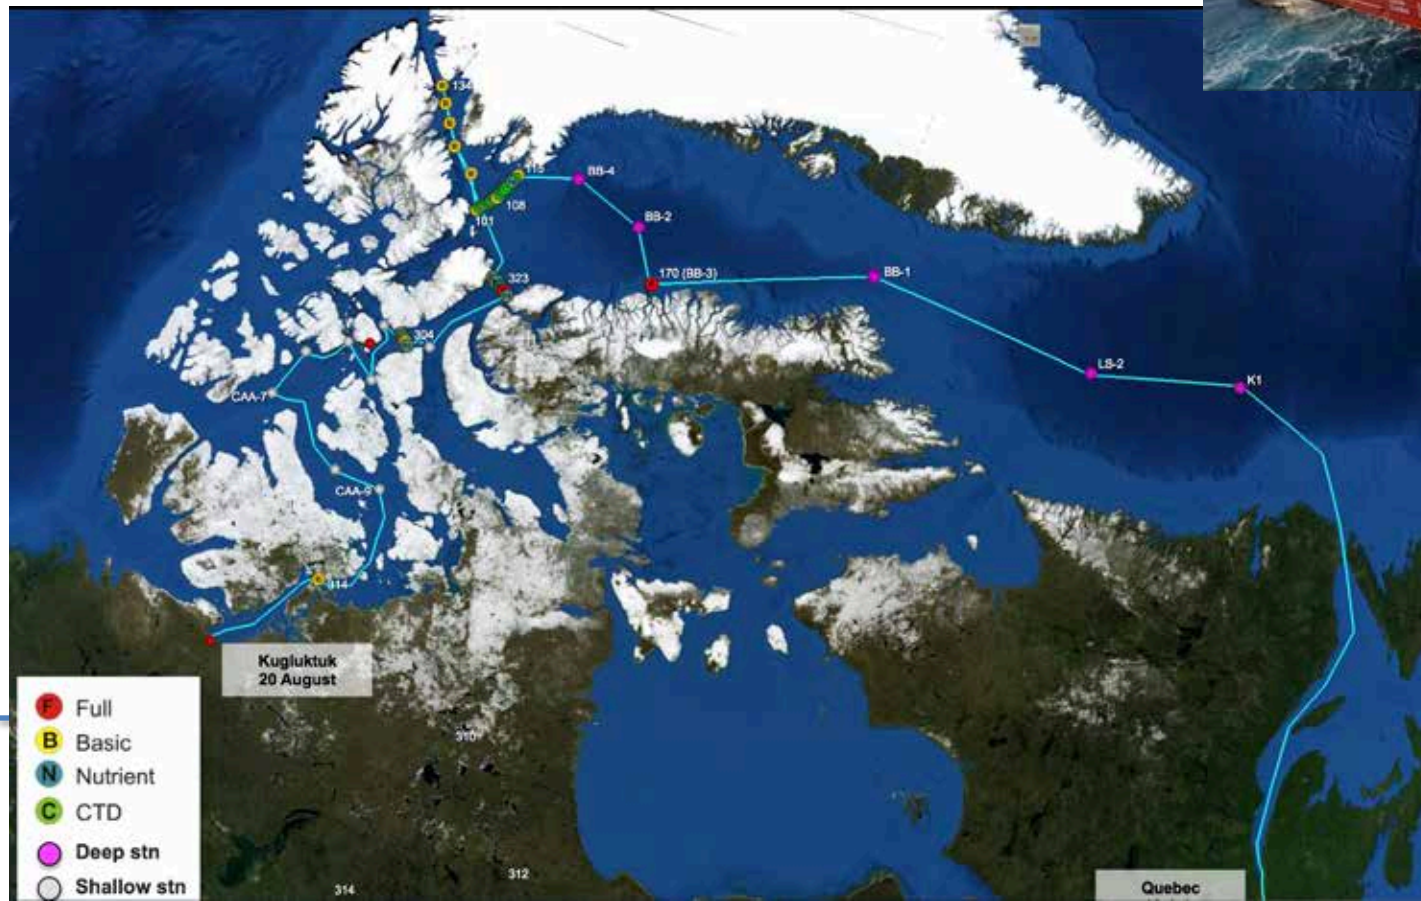 134
115
BB-4
108
101
BB-2
323
170 (BB-3)
BB-1
304
LS-2
K1
CAA-7
CAA-9
314
Kugluktuk
20 August
F Full
B Basic
N Nutrient
C CTD
Deep stn
Shallow stn
310
312
314
Quebec